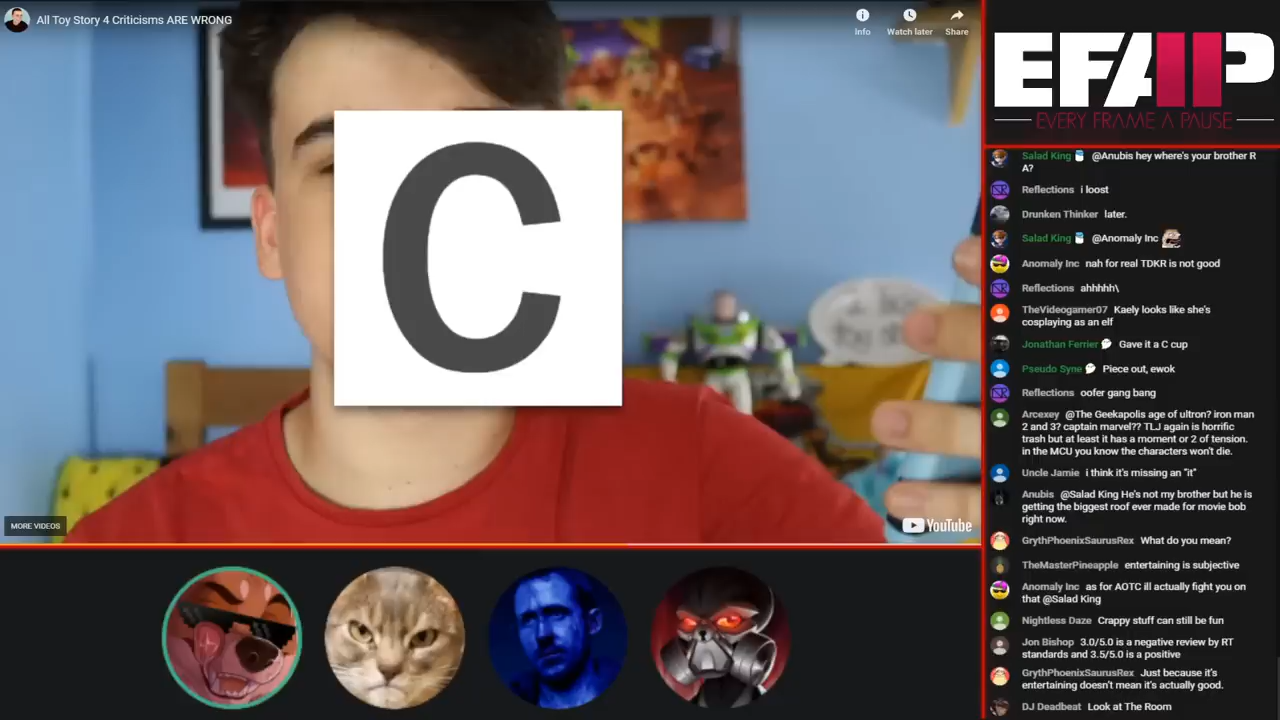 All Toy Story 4 Criticisms ARE WRONG
Info
Watch later
Share
C
MORE VIDEOS
YouTube
EFAP
EVERY FRAME A PAUSE
Salad King @Anubis hey where's your brother R
A?
Reflections i loost
Drunken Thinker later.
Salad King @Anomaly Inc
Anomaly Inc nah for real TDKR is not good
Reflections ahhhhh\
TheVideogamer07 Kaely looks like she's
cosplaying as an elf
Jonathan Ferrier Gave it a C cup
Pseudo Syne Piece out, ewok
Reflections oofer gang bang
Arcexey @The Geekapolis age of ultron? iron man
2 and 3? captain marvel?? TLJ again is horrific
trash but at least it has a moment or 2 of tension.
in the MCU you know the characters won't die.
Uncle Jamie i think it's missing an "it"
Anubis @Salad King He's not my brother but he is
getting the biggest roof ever made for movie bob
right now.
GrythPhoenixSaurusRex What do you mean?
TheMasterPineapple entertaining is subjective
Anomaly Inc as for AOTC ill actually fight you on
that @Salad King
Nightless Daze Crappy stuff can still be fun
Jon Bishop 3.0/5.0 is a negative review by RT
standards and 3.5/5.0 is a positive
GrythPhoenixSaurusRex Just because it's
entertaining doesn't mean it's actually good.
DJ Deadbeat Look at The Room